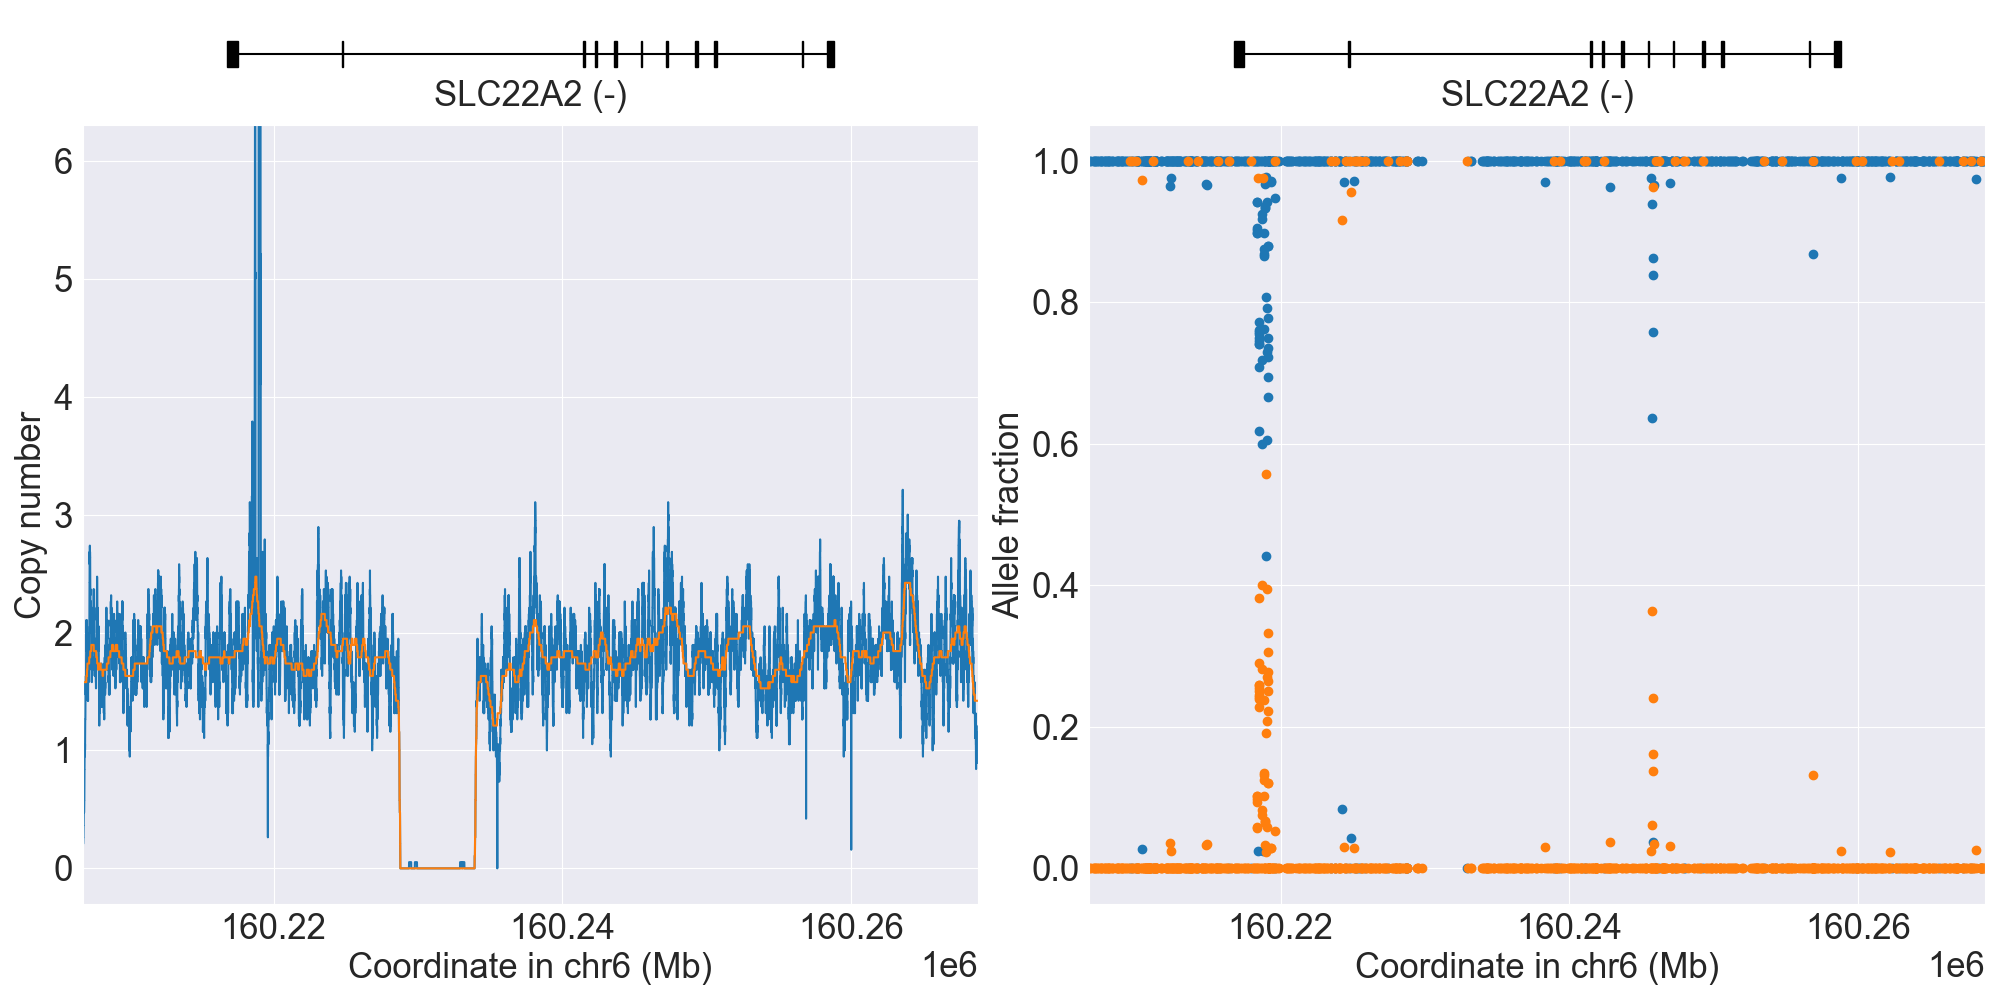 SLC22A2 (-)
6
5
4
3
2
1
0
Copy number
160.22 160.24 160.26
Coordinate in chr6 (Mb)
1e6
SLC22A2 (-)
1.0
0.8
0.6
0.4
0.2
0.0
Allele fraction
160.22 160.24 160.26
Coordinate in chr6 (Mb)
1e6